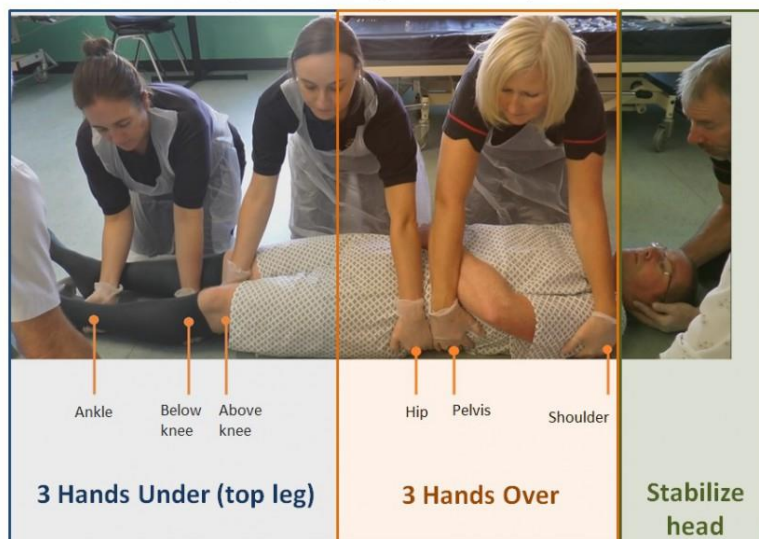 Ankle
Below
knee
Above
knee
Hip
Pelvis
Shoulder
3 Hands Under (top leg)
3 Hands Over
Stabilize
head